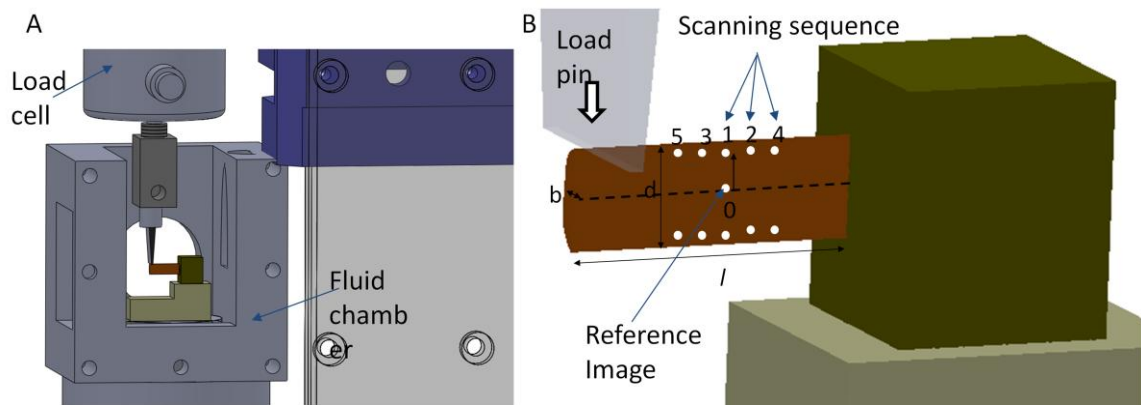 A
Load
cell
Fluid
chamb
er
B
Load
pin
Scanning sequence
5 3 1 2 4
b
d
0
l
Reference
Image